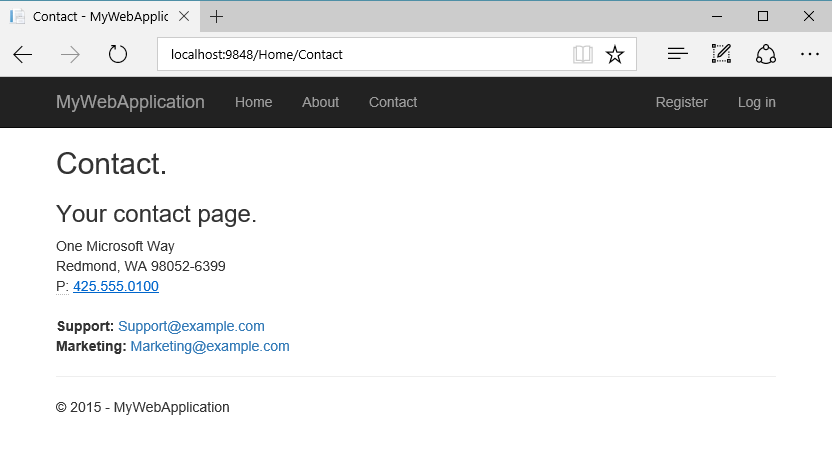 Contact - MyWebApplic
localhost:9848/Home/Contact
MyWebApplication Home About Contact Register Log in
Contact.
Your contact page.
One Microsoft Way
Redmond, WA 98052-6399
P: 425.555.0100
Support: Support@example.com
Marketing: Marketing@example.com
© 2015 - MyWebApplication